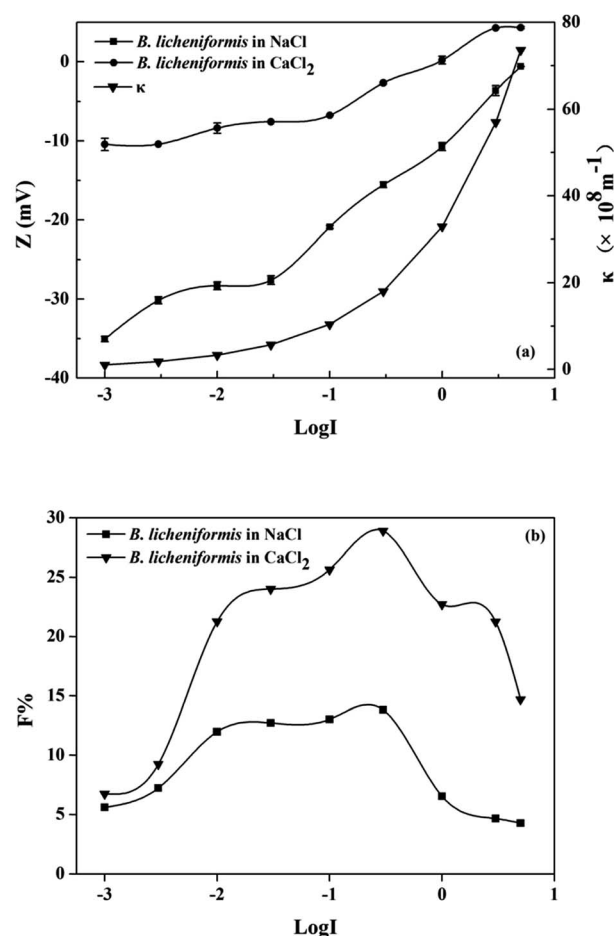 B. licheniformis in NaCl
B. licheniformis in CaCl2
κ
Z (mV)
0
-10
-20
-30
-40
80
60
40
20
0
κ (× 10^8 m^-1)
(a)
-3
-2
-1
0
1
LogI
B. licheniformis in NaCl
B. licheniformis in CaCl2
(b)
F%
30
25
20
15
10
5
0
-3
-2
-1
0
1
LogI